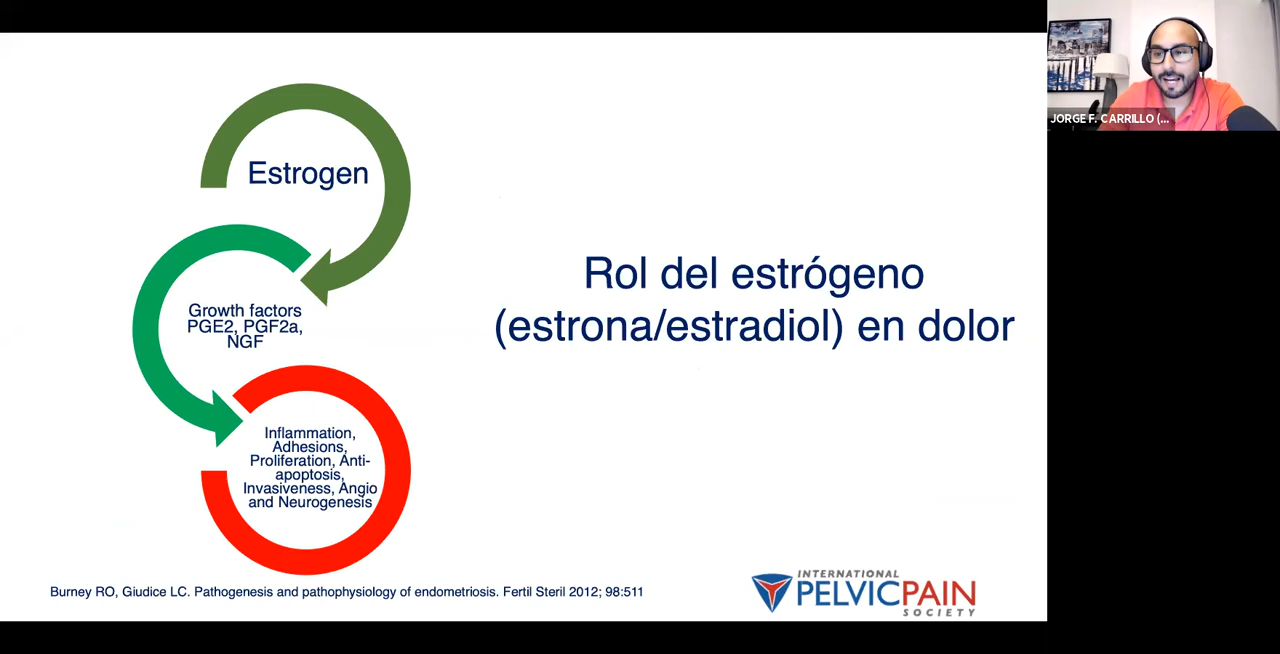 JORGE F. CARRILLO (...
Estrogen
Growth factors
PGE2, PGF2a,
NGF
Inflammation,
Adhesions,
Proliferation, Anti-
apoptosis,
Invasiveness, Angio
and Neurogenesis
Rol del estrógeno
(estrona/estradiol) en dolor
Burney RO, Giudice LC. Pathogenesis and pathophysiology of endometriosis. Fertil Steril 2012; 98:511
INTERNATIONAL
PELVICPAIN
SOCIETY